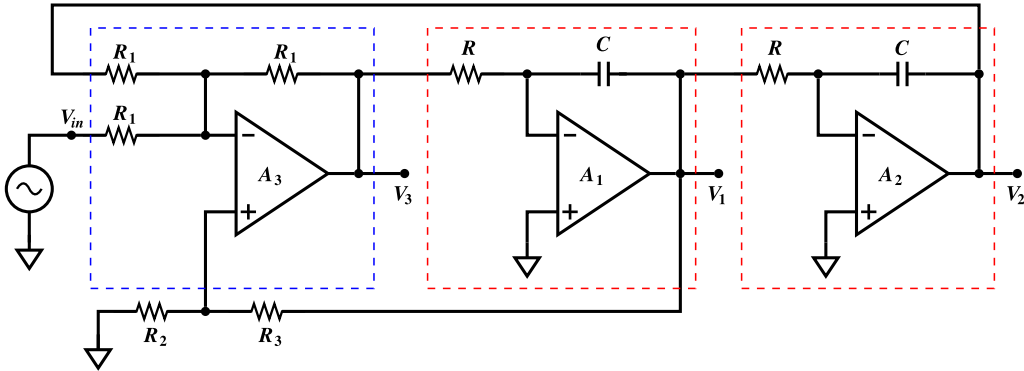 R1 R1 R C R C
Vin R1
− − −
A3 A1 A2
V3 V1 V2
+ + +
R2 R3